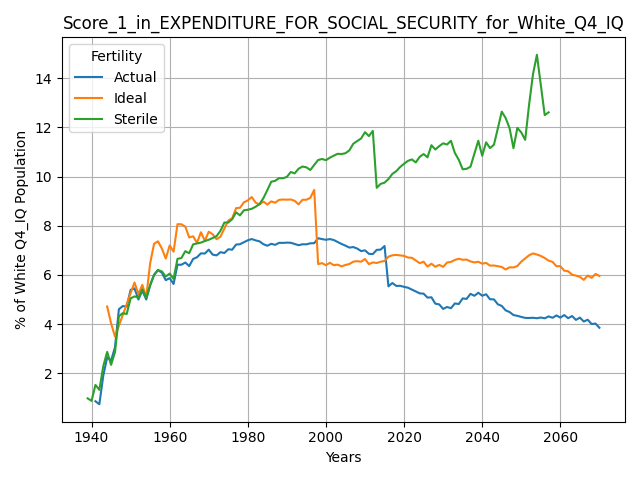 Score_1_in_EXPENDITURE_FOR_SOCIAL_SECURITY_for_White_Q4_IQ
Fertility
Actual
Ideal
Sterile
% of White Q4_IQ Population
14
12
10
8
6
4
2
1940 1960 1980 2000 2020 2040 2060
Years